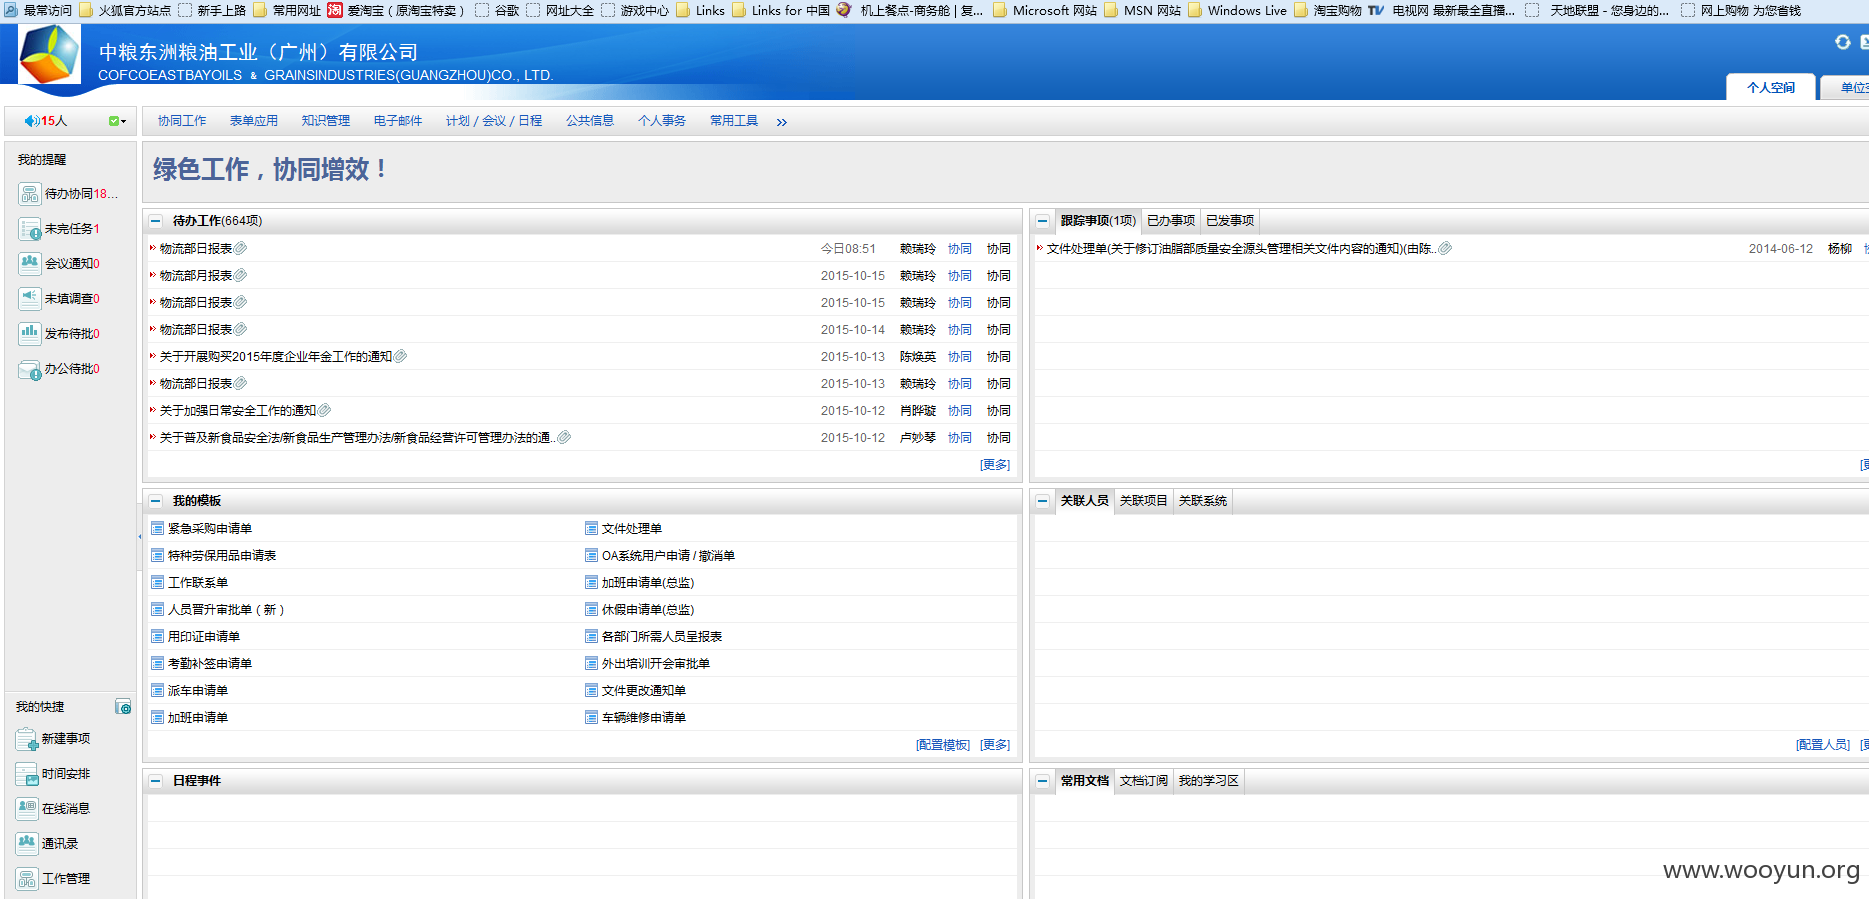 最常访问 火狐官方站点 新手上路 常用网址 爱淘宝（原淘宝特卖） 谷歌 网址大全 游戏中心 Links Links for 中国 机上餐点-商务舱 | 复... Microsoft 网站 MSN 网站 Windows Live 淘宝购物 电视网 最新最全直播... 天地联盟 - 您身边的... 网上购物 为您省钱
中粮东洲粮油工业（广州）有限公司
COFCOEASTBAYOILS & GRAINSINDUSTRIES(GUANGZHOU)CO., LTD.
个人空间 单位
15人 协同工作 表单应用 知识管理 电子邮件 计划 / 会议 / 日程 公共信息 个人事务 常用工具 »
我的提醒
待办协同18...
未完任务1
会议通知0
未填调查0
发布待批0
办公待批0
我的快捷
新建事项
时间安排
在线消息
通讯录
工作管理
绿色工作，协同增效！
待办工作(664项)
物流部日报表 今日08:51 赖瑞玲 协同 协同
物流部月报表 2015-10-15 赖瑞玲 协同 协同
物流部日报表 2015-10-15 赖瑞玲 协同 协同
物流部日报表 2015-10-14 赖瑞玲 协同 协同
关于开展购买2015年度企业年金工作的通知 2015-10-13 陈焕英 协同 协同
物流部日报表 2015-10-13 赖瑞玲 协同 协同
关于加强日常安全工作的通知 2015-10-12 肖晔璇 协同 协同
关于普及新食品安全法/新食品生产管理办法/新食品经营许可管理办法的通.. 2015-10-12 卢妙琴 协同 协同
[更多]
跟踪事项(1项) 已办事项 已发事项
文件处理单(关于修订油脂部质量安全源头管理相关文件内容的通知)(由陈.. 2014-06-12 杨柳
我的模板
紧急采购申请单 文件处理单
特种劳保用品申请表 OA系统用户申请 / 撤消单
工作联系单 加班申请单(总监)
人员晋升审批单（新） 休假申请单(总监)
用印证申请单 各部门所需人员呈报表
考勤补签申请单 外出培训开会审批单
派车申请单 文件更改通知单
加班申请单 车辆维修申请单
[配置模板] [更多]
关联人员 关联项目 关联系统
[配置人员]
日程事件
常用文档 文档订阅 我的学习区
www.wooyun.org